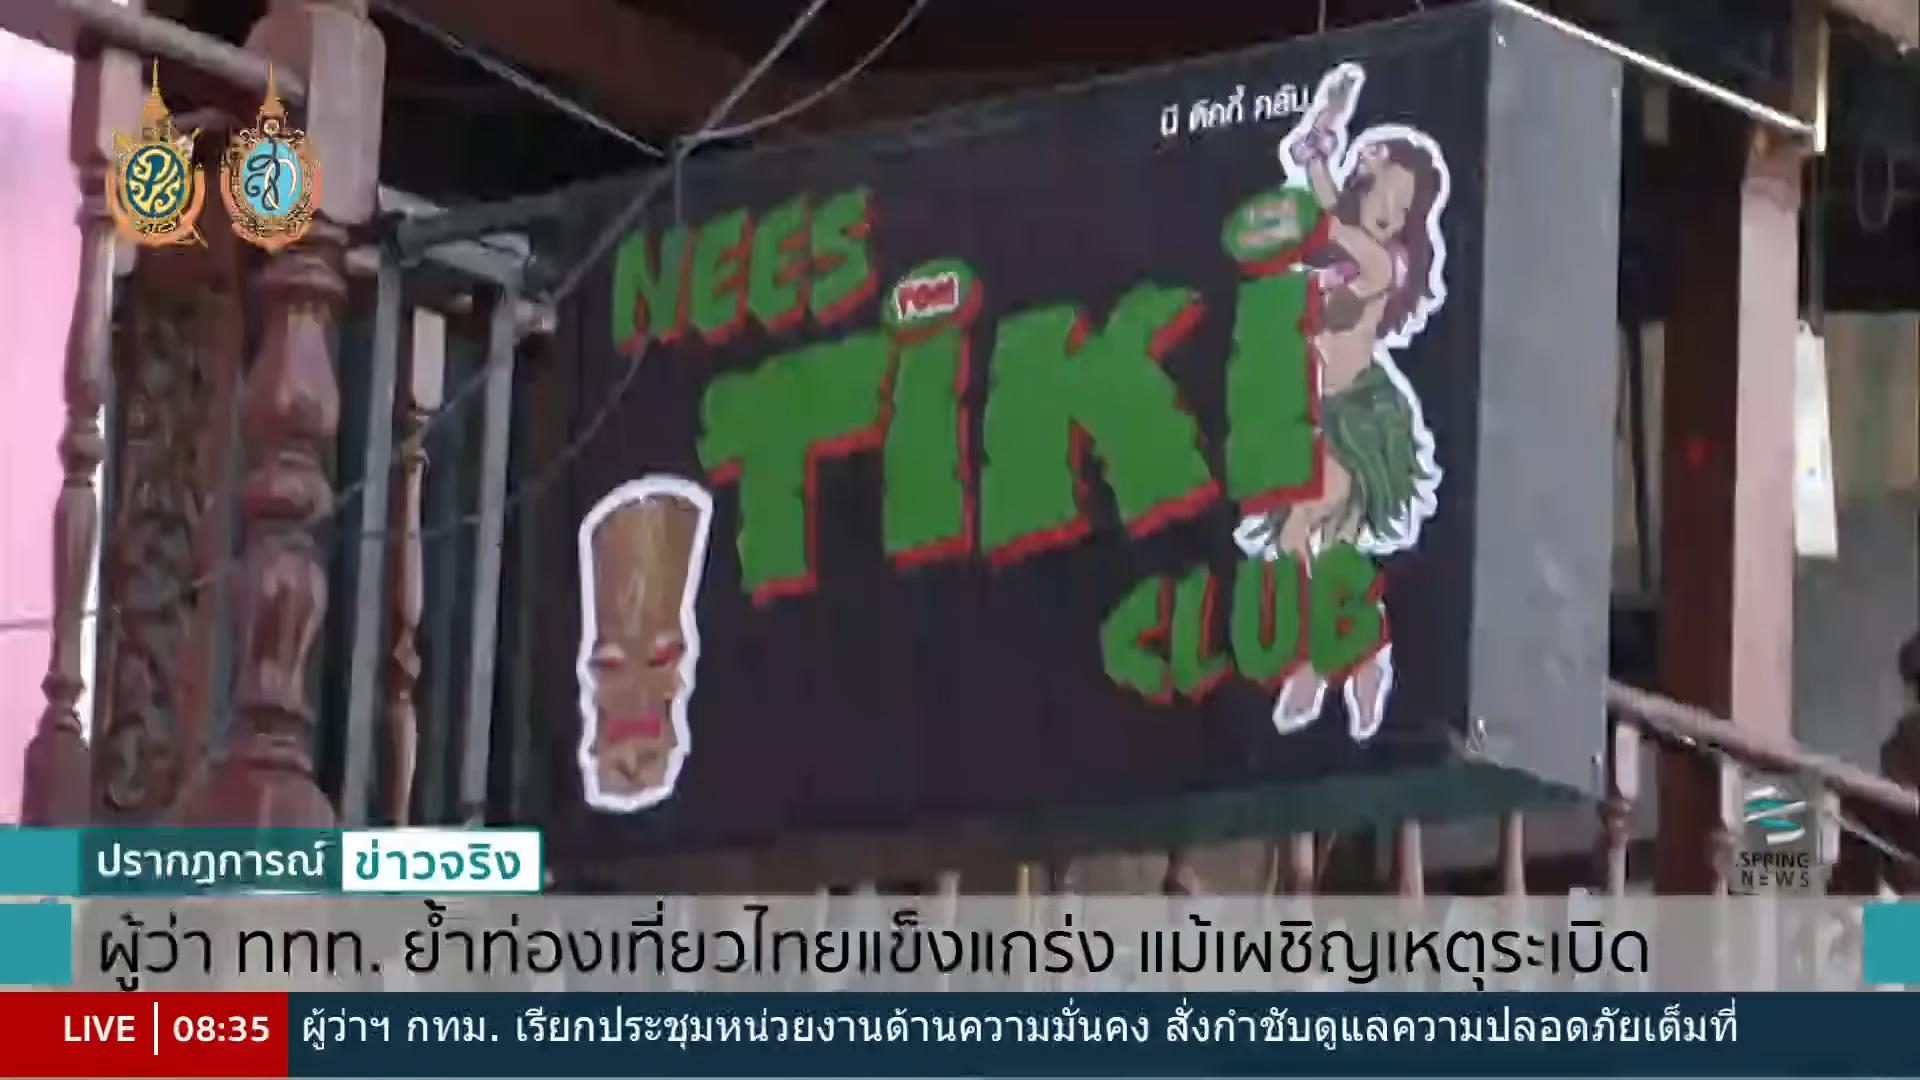 นี ติกกี้ คลับ
NEES
TOM
TIKI
CLUB
SPRING
NEWS
ปรากฏการณ์ ข่าวจริง
ผู้ว่า ททท. ย้ำท่องเที่ยวไทยแข็งแกร่ง แม้เผชิญเหตุระเบิด
LIVE 08:35 ผู้ว่าฯ กทม. เรียกประชุมหน่วยงานด้านความมั่นคง สั่งกำชับดูแลความปลอดภัยเต็มที่